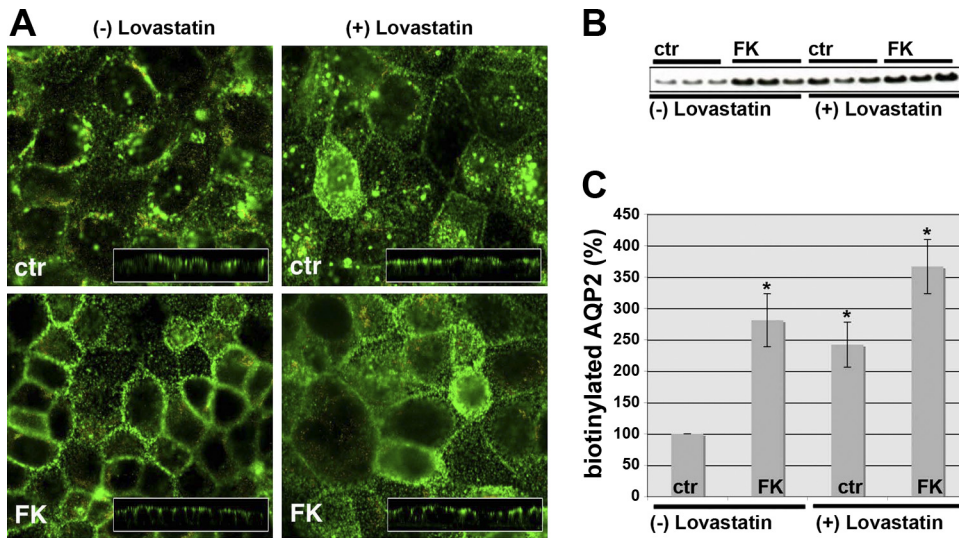 A
(-) Lovastatin
(+) Lovastatin
ctr
ctr
FK
FK
B
ctr
FK
ctr
FK
(-) Lovastatin
(+) Lovastatin
C
biotinylated AQP2 (%)
450
400
350
300
250
200
150
100
50
0
*
*
*
ctr
FK
ctr
FK
(-) Lovastatin
(+) Lovastatin